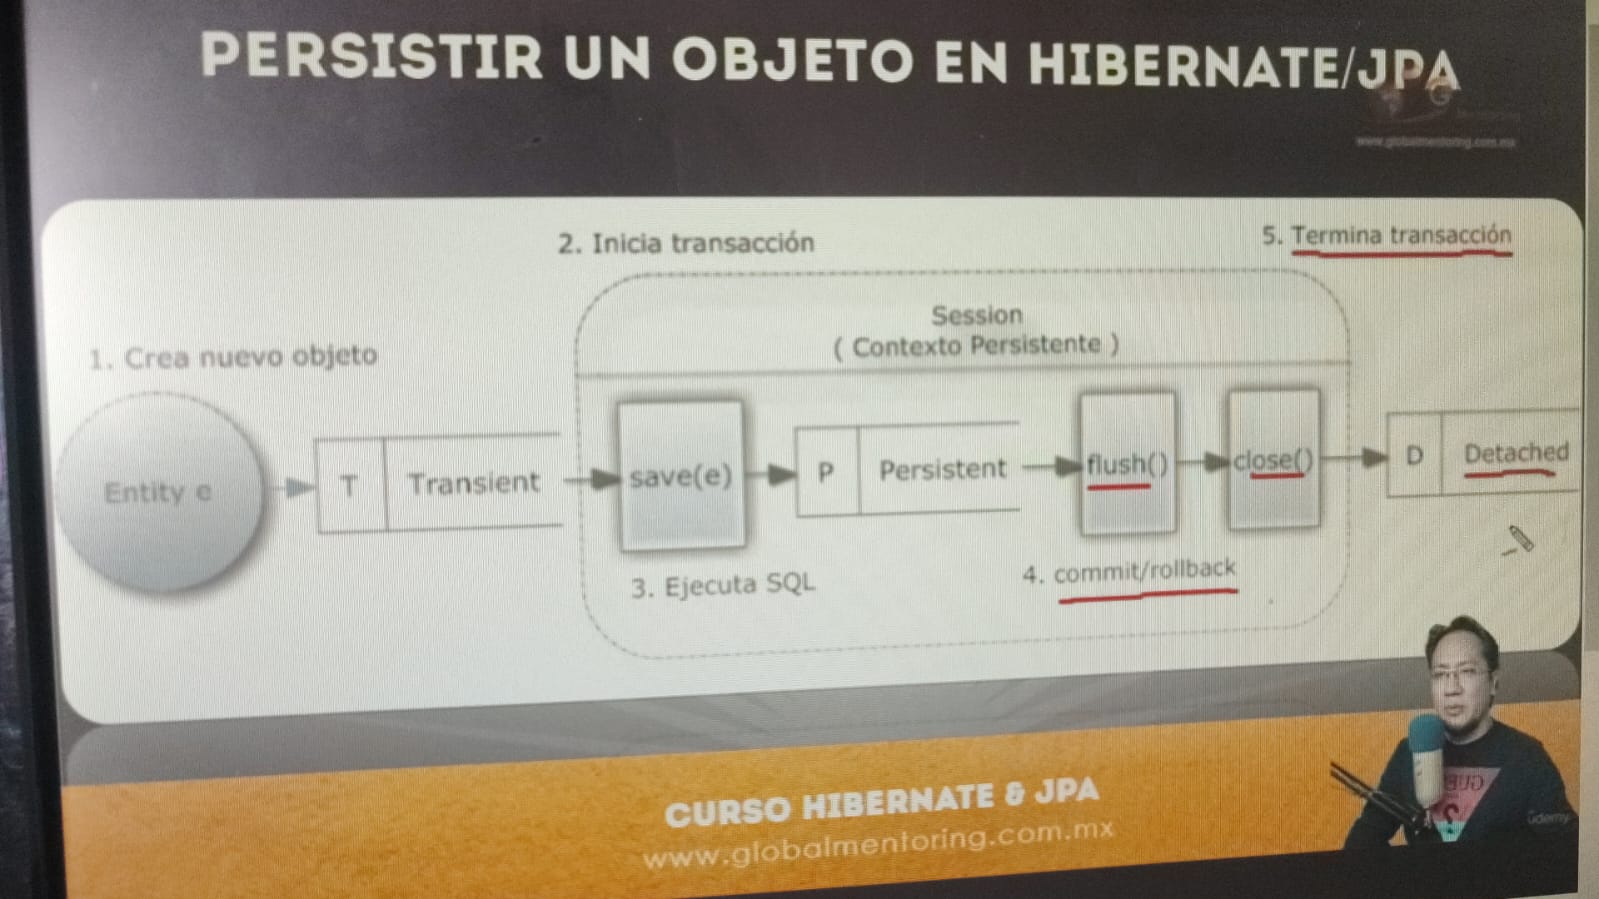 PERSISTIR UN OBJETO EN HIBERNATE/JPA
www.globalmentoring.com.mx
2. Inicia transacción
5. Termina transacción
Session
( Contexto Persistente )
1. Crea nuevo objeto
Entity e
T
Transient
save(e)
P
Persistent
flush()
close()
D
Detached
3. Ejecuta SQL
4. commit/rollback
CURSO HIBERNATE & JPA
www.globalmentoring.com.mx
udemy